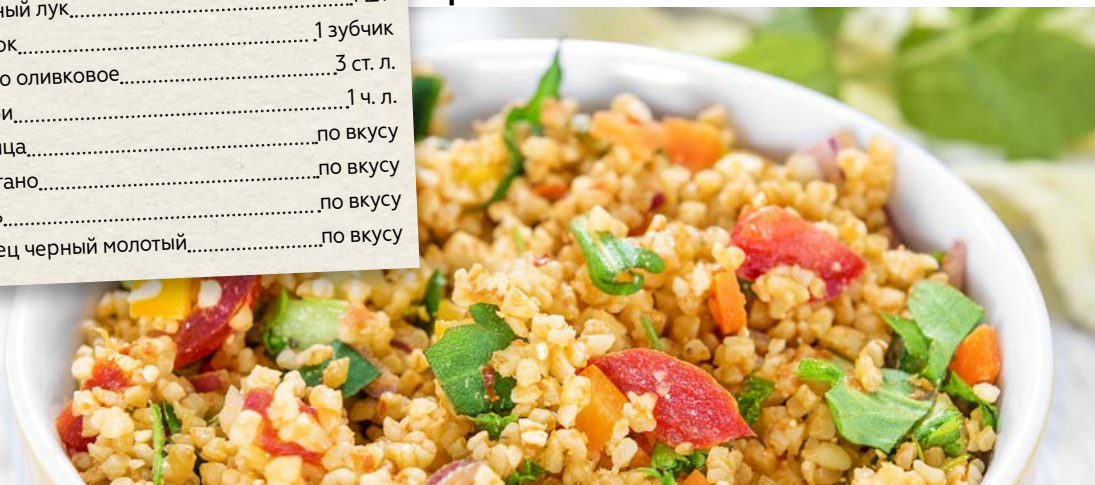 ный лук
ок 1 зубчик
о оливковое 3 ст. л.
и 1 ч. л.
ца по вкусу
гано по вкусу
по вкусу
ец черный молотый по вкусу